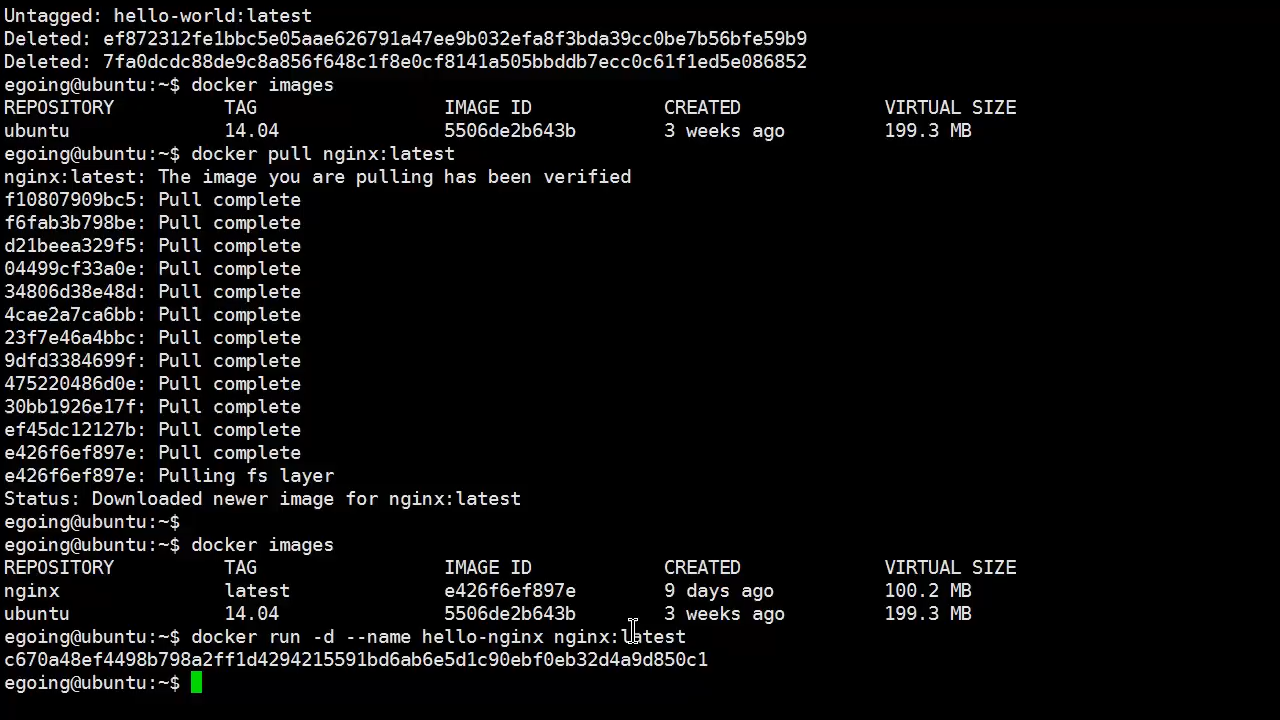 Untagged: hello-world:latest
Deleted: ef872312fe1bbc5e05aae626791a47ee9b032efa8f3bda39cc0be7b56bfe59b9
Deleted: 7fa0dcdc88de9c8a856f648c1f8e0cf8141a505bbddb7ecc0c61f1ed5e086852
egoing@ubuntu:~$ docker images
REPOSITORY          TAG                 IMAGE ID            CREATED             VIRTUAL SIZE
ubuntu              14.04               5506de2b643b        3 weeks ago         199.3 MB
egoing@ubuntu:~$ docker pull nginx:latest
nginx:latest: The image you are pulling has been verified
f10807909bc5: Pull complete
f6fab3b798be: Pull complete
d21beea329f5: Pull complete
04499cf33a0e: Pull complete
34806d38e48d: Pull complete
4cae2a7ca6bb: Pull complete
23f7e46a4bbc: Pull complete
9dfd3384699f: Pull complete
475220486d0e: Pull complete
30bb1926e17f: Pull complete
ef45dc12127b: Pull complete
e426f6ef897e: Pull complete
e426f6ef897e: Pulling fs layer
Status: Downloaded newer image for nginx:latest
egoing@ubuntu:~$
egoing@ubuntu:~$ docker images
REPOSITORY          TAG                 IMAGE ID            CREATED             VIRTUAL SIZE
nginx               latest              e426f6ef897e        9 days ago          100.2 MB
ubuntu              14.04               5506de2b643b        3 weeks ago         199.3 MB
egoing@ubuntu:~$ docker run -d --name hello-nginx nginx:latest
c670a48ef4498b798a2ff1d4294215591bd6ab6e5d1c90ebf0eb32d4a9d850c1
egoing@ubuntu:~$